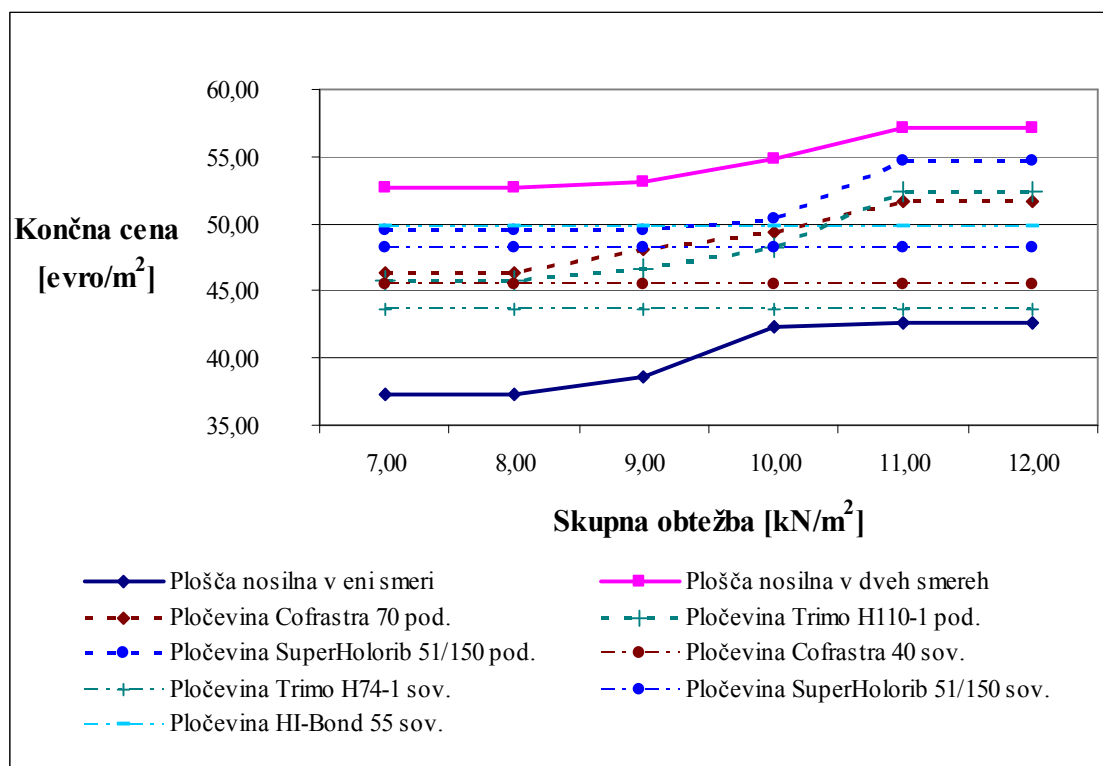 60,00
55,00
50,00
45,00
40,00
35,00
Končna cena
[evro/m²]
7,00 8,00 9,00 10,00 11,00 12,00
Skupna obtežba [kN/m²]
Plošča nosilna v eni smeri
Plošča nosilna v dveh smereh
Pločevina Cofrastra 70 pod.
Pločevina Trimo H110-1 pod.
Pločevina SuperHolorib 51/150 pod.
Pločevina Cofrastra 40 sov.
Pločevina Trimo H74-1 sov.
Pločevina SuperHolorib 51/150 sov.
Pločevina HI-Bond 55 sov.